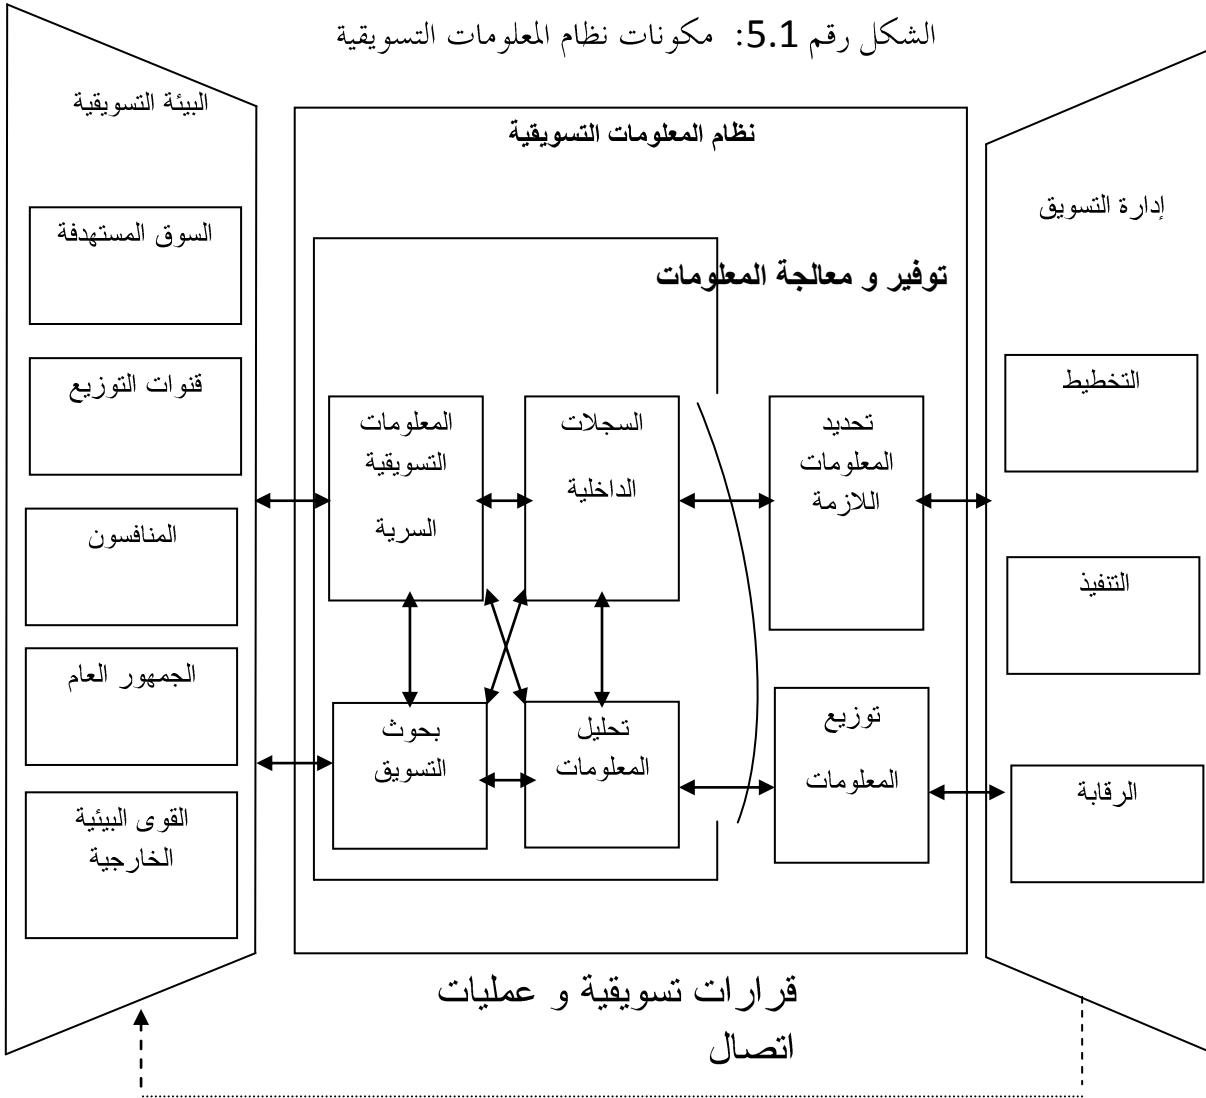 الشكل رقم 5.1: مكونات نظام المعلومات التسويقية
البيئة التسويقية
نظام المعلومات التسويقية
إدارة التسويق
السوق المستهدفة
توفير و معالجة المعلومات
قنوات التوزيع
التخطيط
المعلومات
التسويقية
السرية
السجلات
الداخلية
تحديد
المعلومات
اللازمة
المنافسون
التنفيذ
الجمهور العام
بحوث
التسويق
تحليل
المعلومات
توزيع
المعلومات
الرقابة
القوى البيئية
الخارجية
قرارات تسويقية و عمليات
اتصال